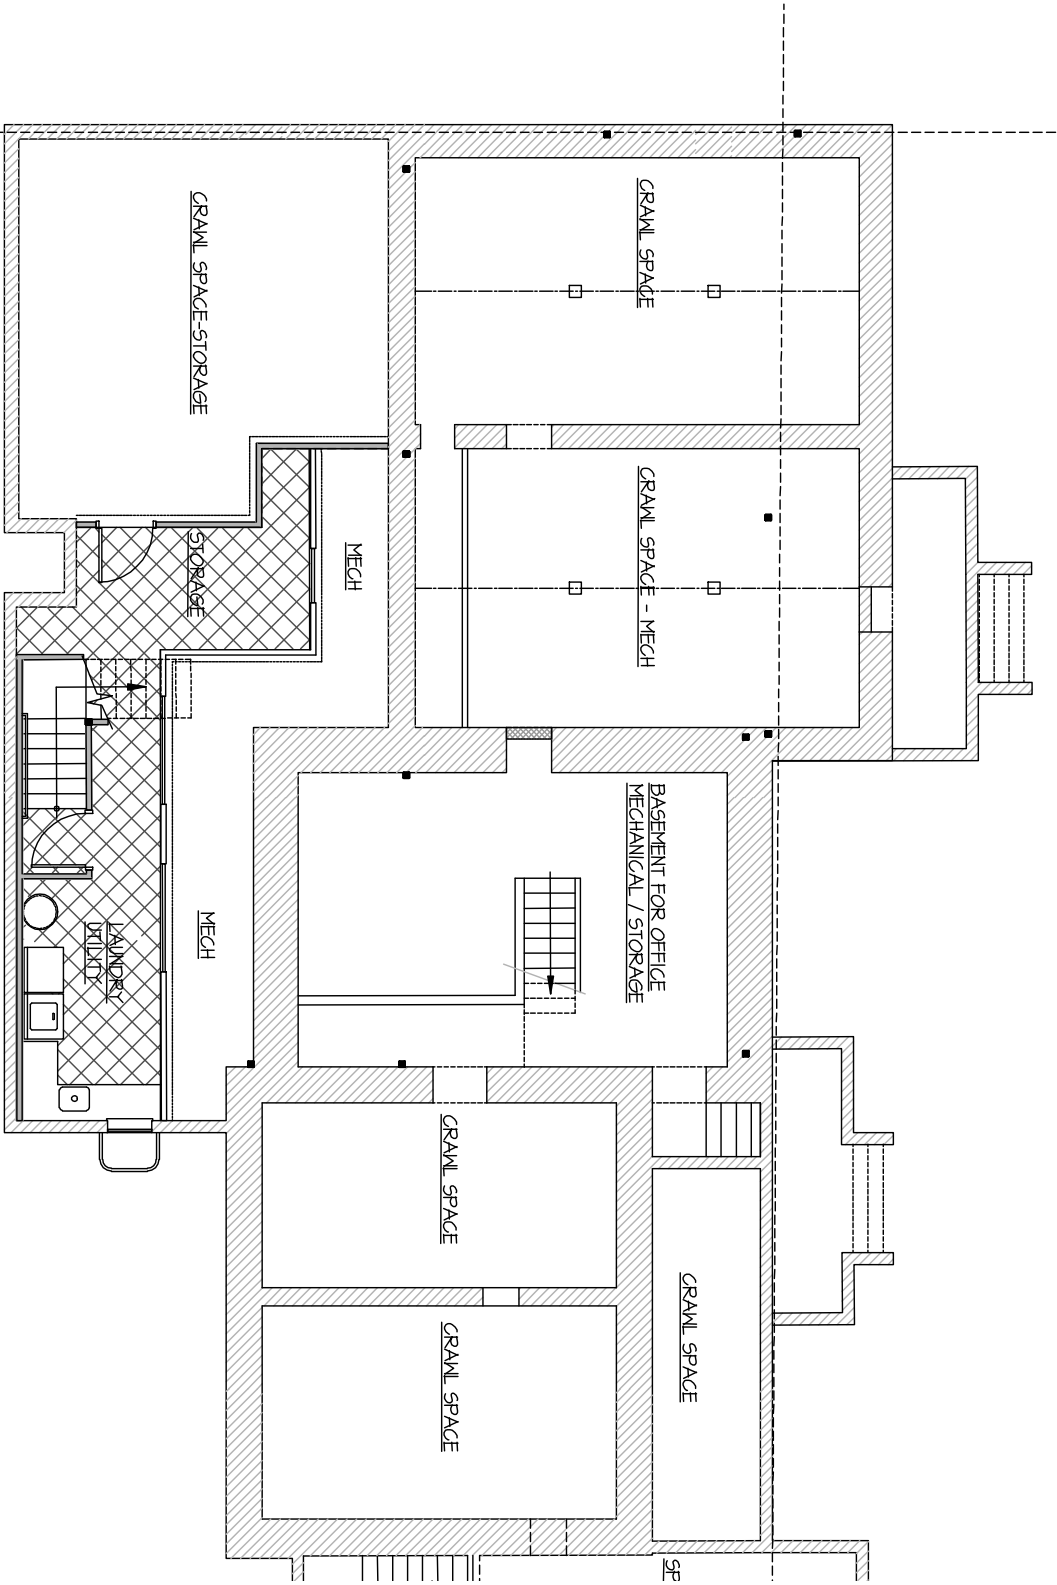 CRAWL SPACE
CRAWL SPACE-STORAGE
CRAWL SPACE - MECH
STORAGE
MECH
BASEMENT FOR OFFICE
MECHANICAL / STORAGE
MECH
LAUNDRY
UTILITY
CRAWL SPACE
CRAWL SPACE
CRAWL SPACE
SP